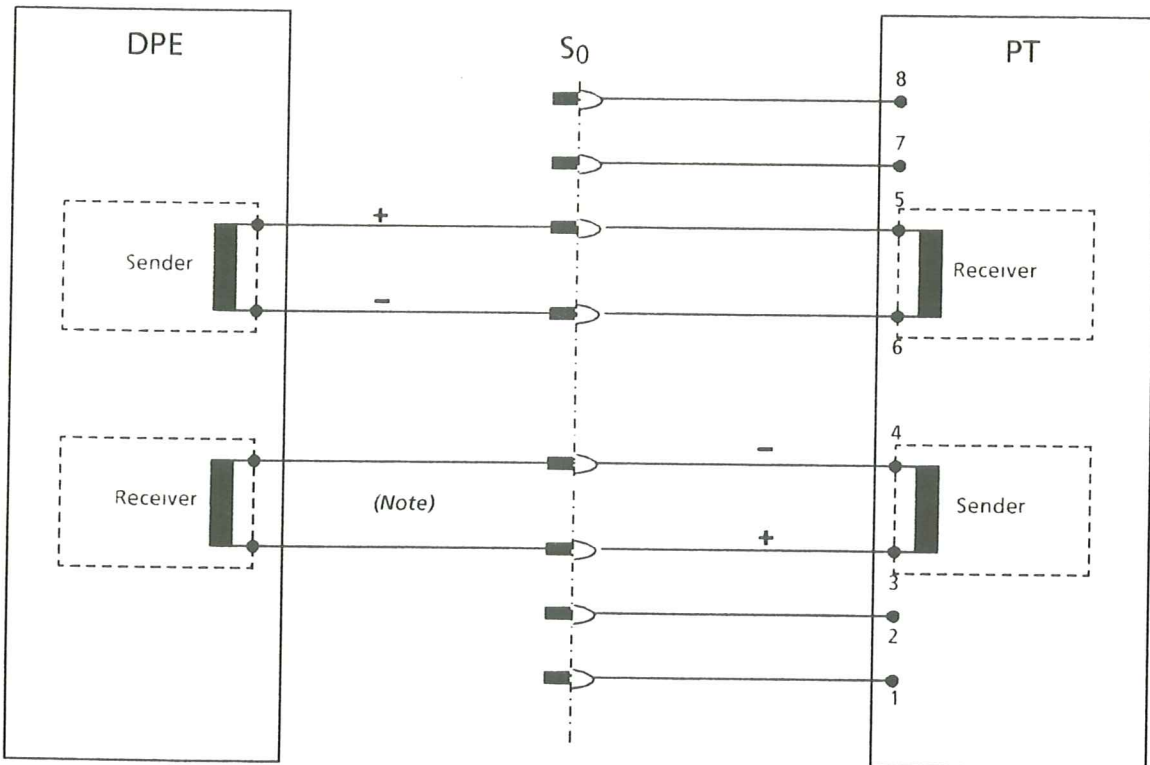 DPE
S0
PT
8
7
+
5
Sender
Receiver
−
6
4
−
Receiver
(Note)
Sender
+
3
2
1